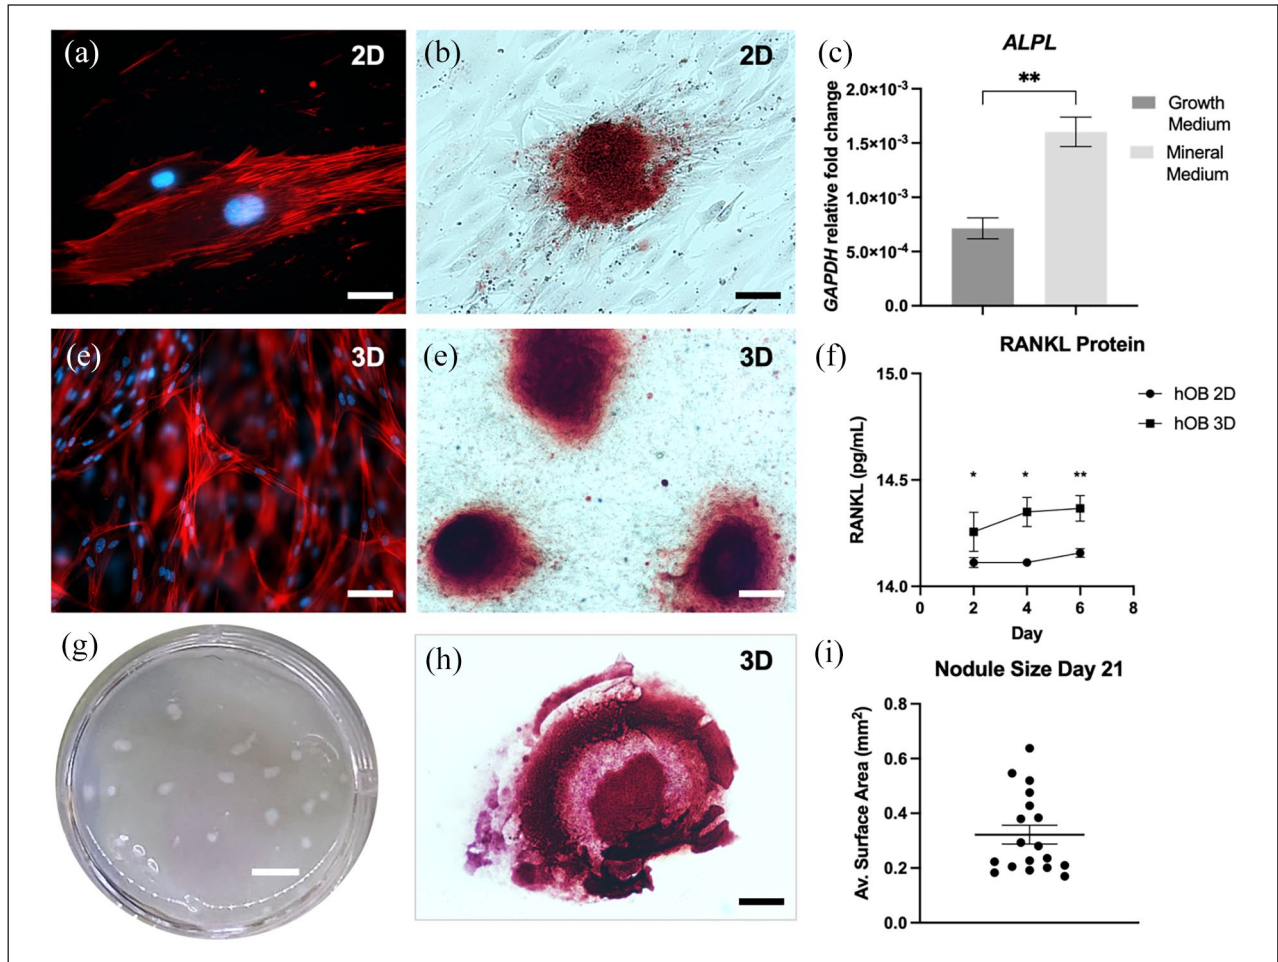 (a)
2D
(b)
2D
(c)
ALPL
**
GAPDH relative fold change
2.0×10⁻³
1.5×10⁻³
1.0×10⁻³
5.0×10⁻⁴
0.0
Growth
Medium
Mineral
Medium
(e)
3D
(e)
3D
(f)
RANKL Protein
RANKL (pg/mL)
15.0
14.5
14.0
* * **
hOB 2D
hOB 3D
0 2 4 6 8
Day
(g)
(h)
3D
(i)
Nodule Size Day 21
Av. Surface Area (mm²)
0.8
0.6
0.4
0.2
0.0